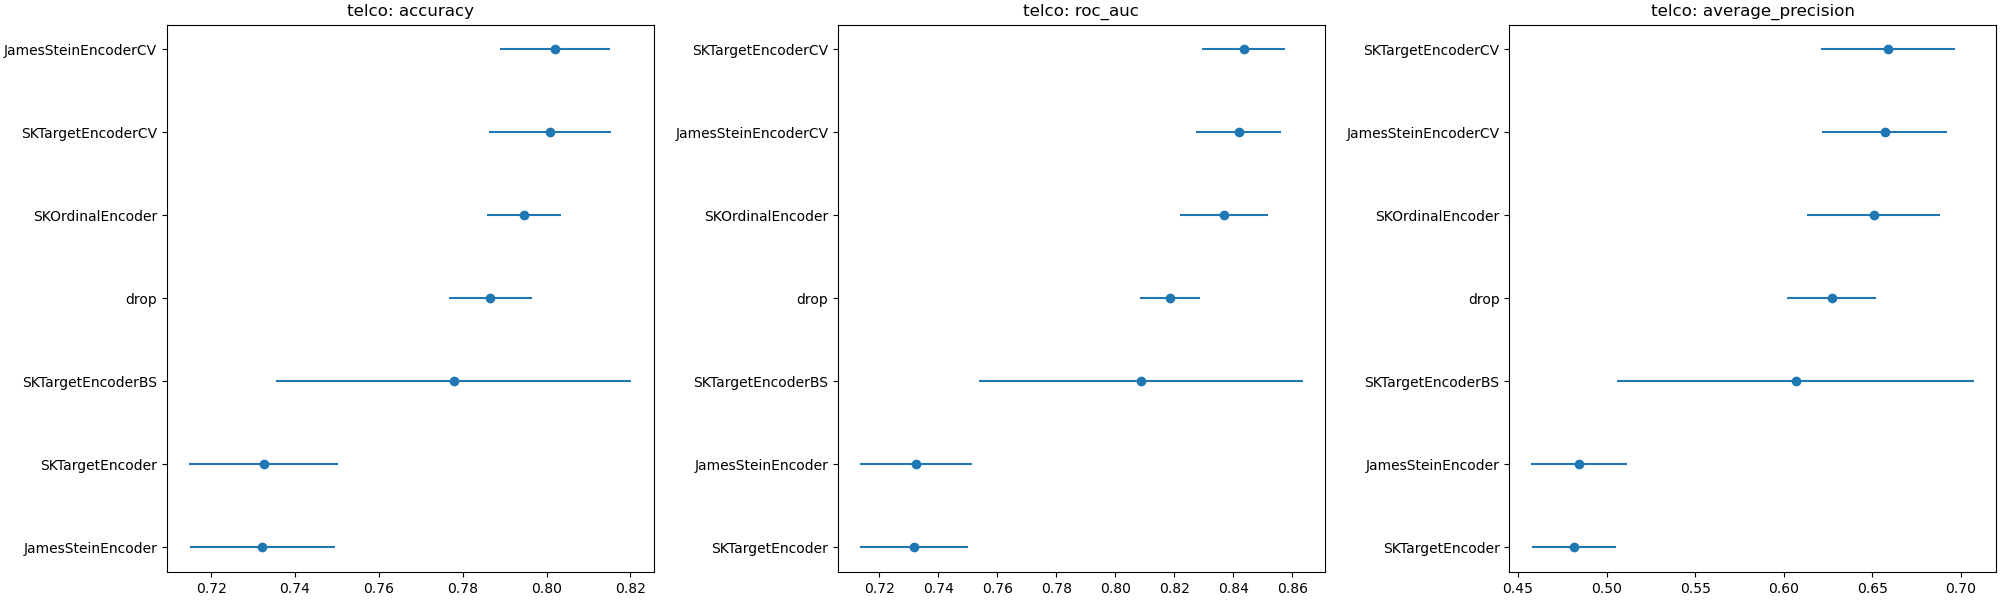 telco: accuracy
JamesSteinEncoderCV
SKTargetEncoderCV
SKOrdinalEncoder
drop
SKTargetEncoderBS
SKTargetEncoder
JamesSteinEncoder
0.72 0.74 0.76 0.78 0.80 0.82
telco: roc_auc
SKTargetEncoderCV
JamesSteinEncoderCV
SKOrdinalEncoder
drop
SKTargetEncoderBS
JamesSteinEncoder
SKTargetEncoder
0.72 0.74 0.76 0.78 0.80 0.82 0.84 0.86
telco: average_precision
SKTargetEncoderCV
JamesSteinEncoderCV
SKOrdinalEncoder
drop
SKTargetEncoderBS
JamesSteinEncoder
SKTargetEncoder
0.45 0.50 0.55 0.60 0.65 0.70